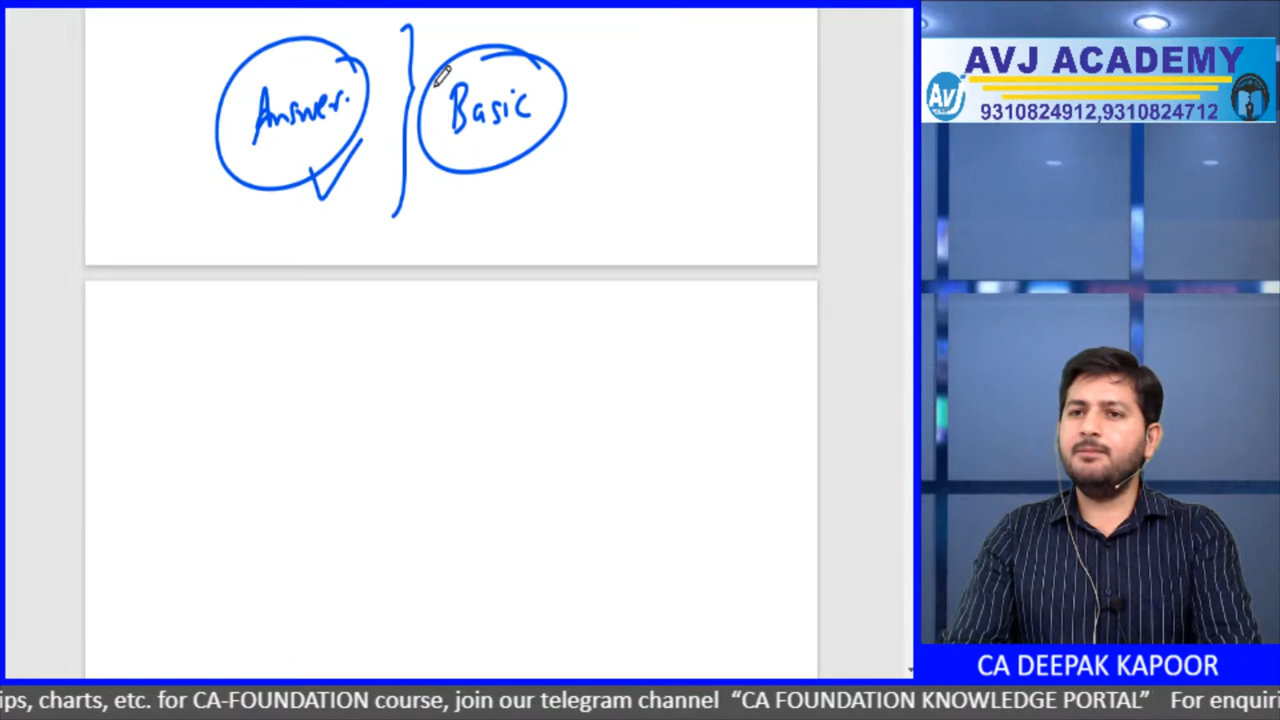 Answer.
Basic
AVJ ACADEMY
AV
9310824912,9310824712
CA DEEPAK KAPOOR
ips, charts, etc. for CA-FOUNDATION course, join our telegram channel “CA FOUNDATION KNOWLEDGE PORTAL” For enquiri